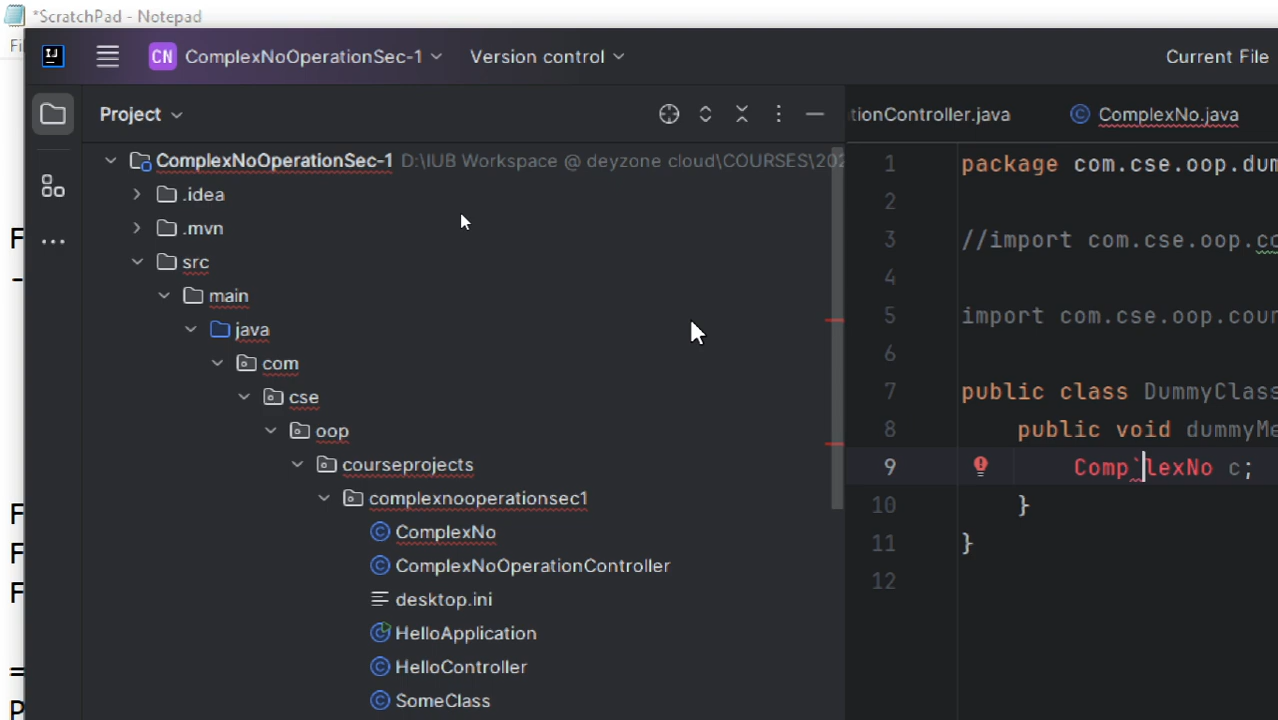 *ScratchPad - Notepad
Fi
IJ
CN ComplexNoOperationSec-1
Version control
Current File
Project
ComplexNoOperationSec-1 D:\IUB Workspace @ deyzone cloud\COURSES\202
.idea
.mvn
src
main
java
com
cse
oop
courseprojects
complexnooperationsec1
ComplexNo
ComplexNoOperationController
desktop.ini
HelloApplication
HelloController
SomeClass
tionController.java
ComplexNo.java
1 package com.cse.oop.dum
2
3 //import com.cse.oop.co
4
5 import com.cse.oop.cour
6
7 public class DummyClass
8 public void dummyMe
9 Comp`lexNo c;
10 }
11 }
12
F
-
F
F
F
=
P